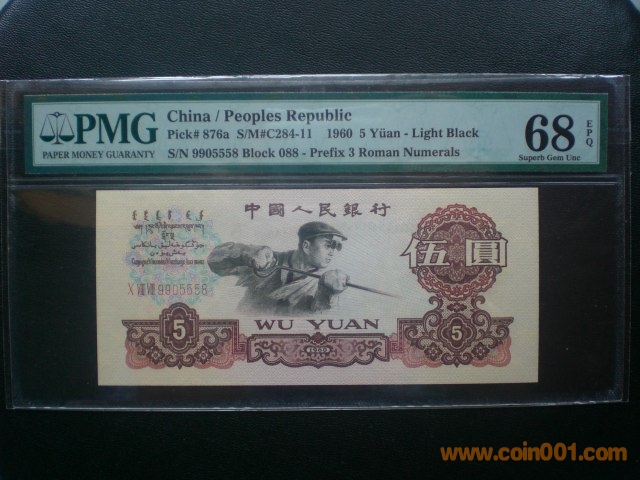 PMG
PAPER MONEY GUARANTY
China / Peoples Republic
Pick# 876a S/M#C284-11 1960 5 Yüan - Light Black
S/N 9905558 Block 088 - Prefix 3 Roman Numerals
68
EPQ
Superb Gem Unc
中國人民銀行
伍圓
9905558
5
WU YUAN
5
1960
www.coin001.com